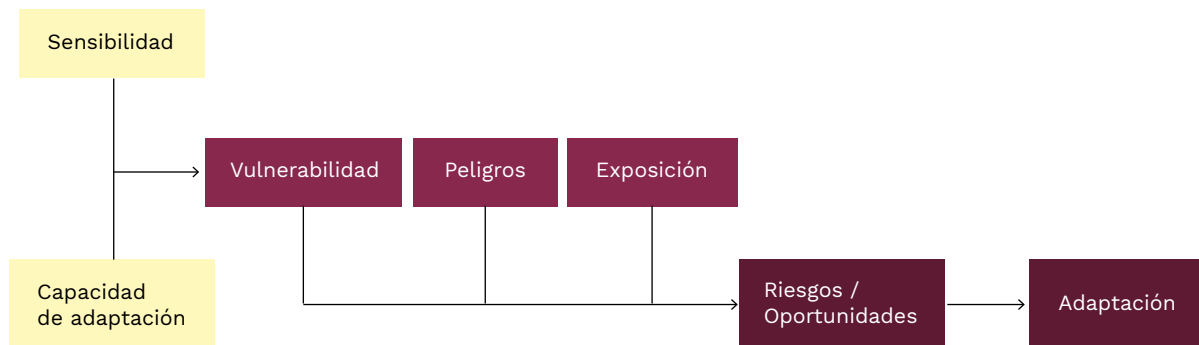 Sensibilidad
Vulnerabilidad
Peligros
Exposición
Capacidad
de adaptación
Riesgos /
Oportunidades
Adaptación